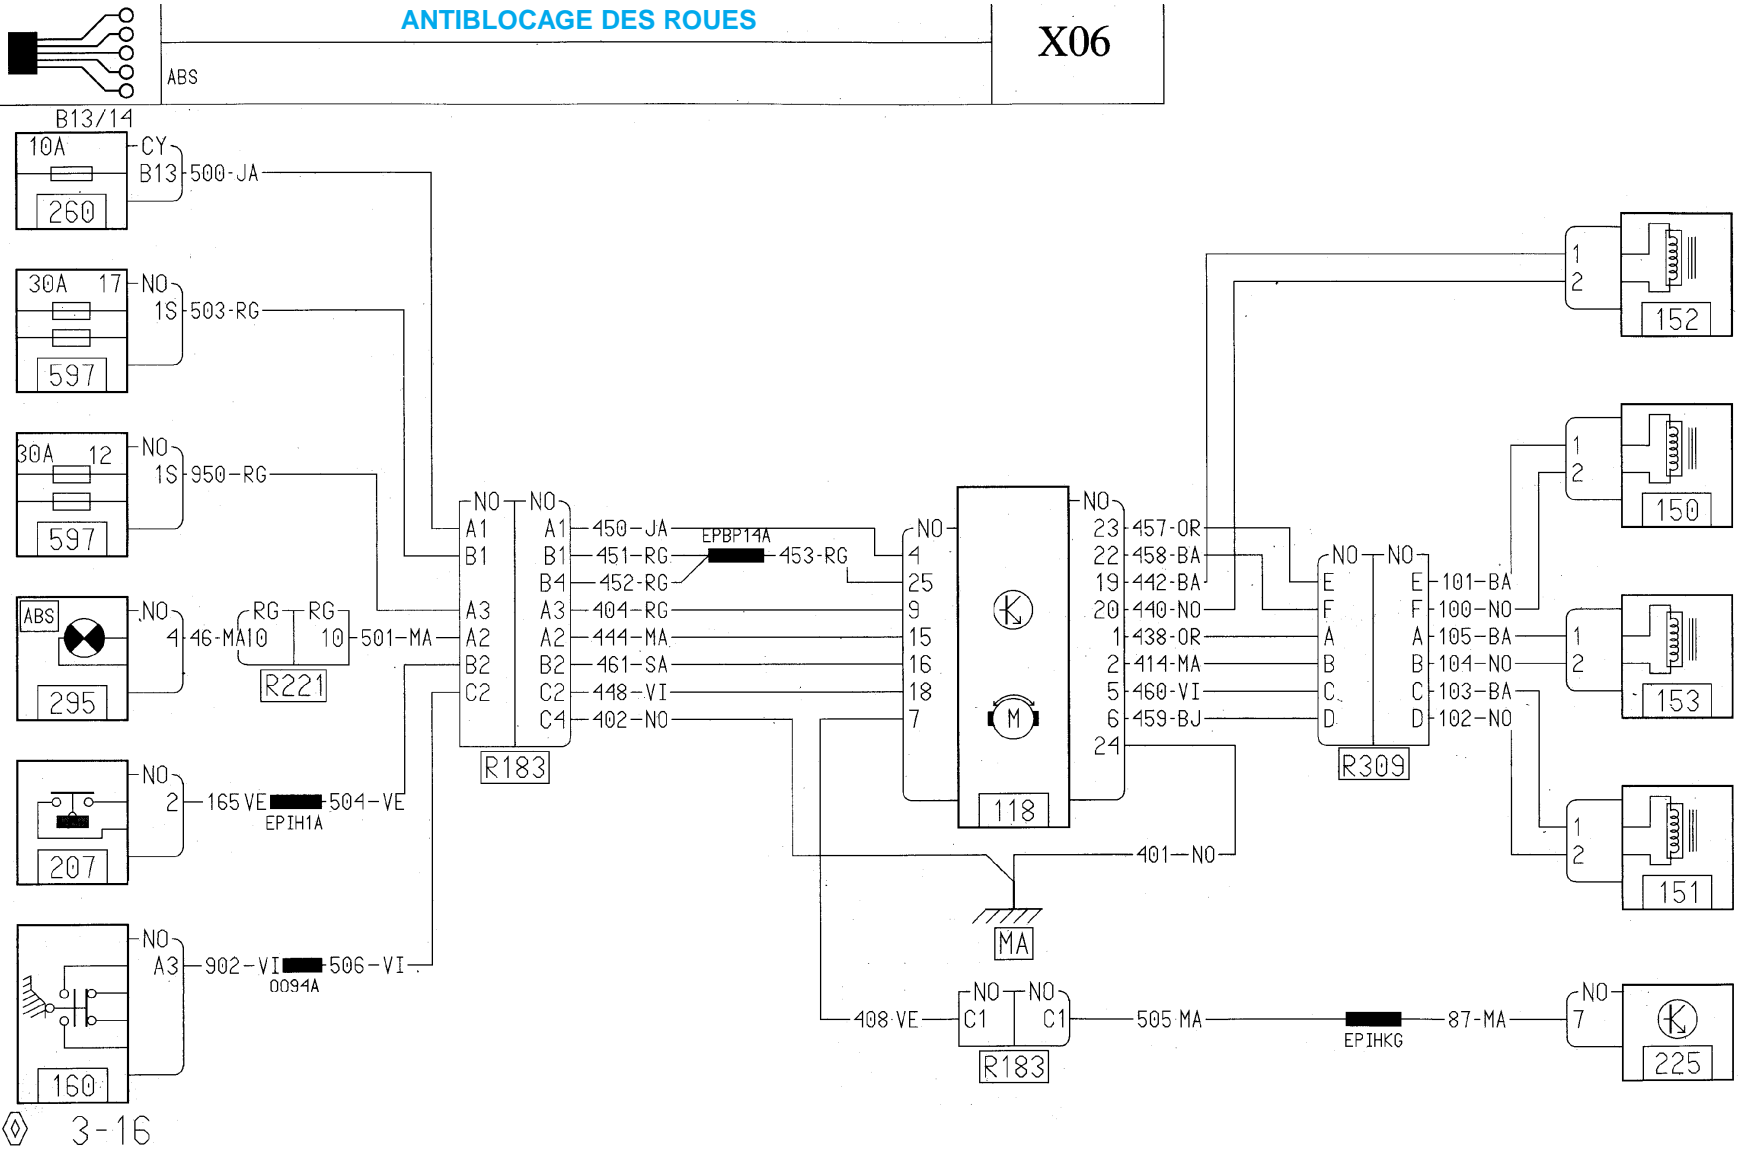 ANTIBLOCAGE DES ROUES
X06
ABS
B13/14
10A
CY
B13 500-JA
260
30A 17 NO
1S 503-RG
597
30A 12 NO
1S 950-RG
597
ABS
NO
4 46-MA 10
RG RG
10 501-MA
295
R221
NO
2 165 VE 504-VE
EPIH1A
207
NO
A3 902-VI 506-VI
0094A
160
NO NO
A1 A1 450-JA
B1 B1 451-RG
EPBP14A
453-RG
B4 452-RG
A3 A3 404-RG
A2 A2 444-MA
B2 B2 461-SA
C2 C2 448-VI
C4 402-NO
R183
NO
4
25
9
15
16
18
7
M
118
NO
23 457-OR
22 458-BA
19 442-BA
20 440-NO
1 438-OR
2 414-MA
5 460-VI
6 459-BJ
24
401-NO
MA
NO NO
E E 101-BA
F F 100-NO
A A 105-BA
B B 104-NO
C C 103-BA
D D 102-NO
R309
1
2
152
1
2
150
1
2
153
1
2
151
408 VE
NO NO
C1 C1
R183
505 MA
EPIHKG
87-MA
NO
7
225
3-16